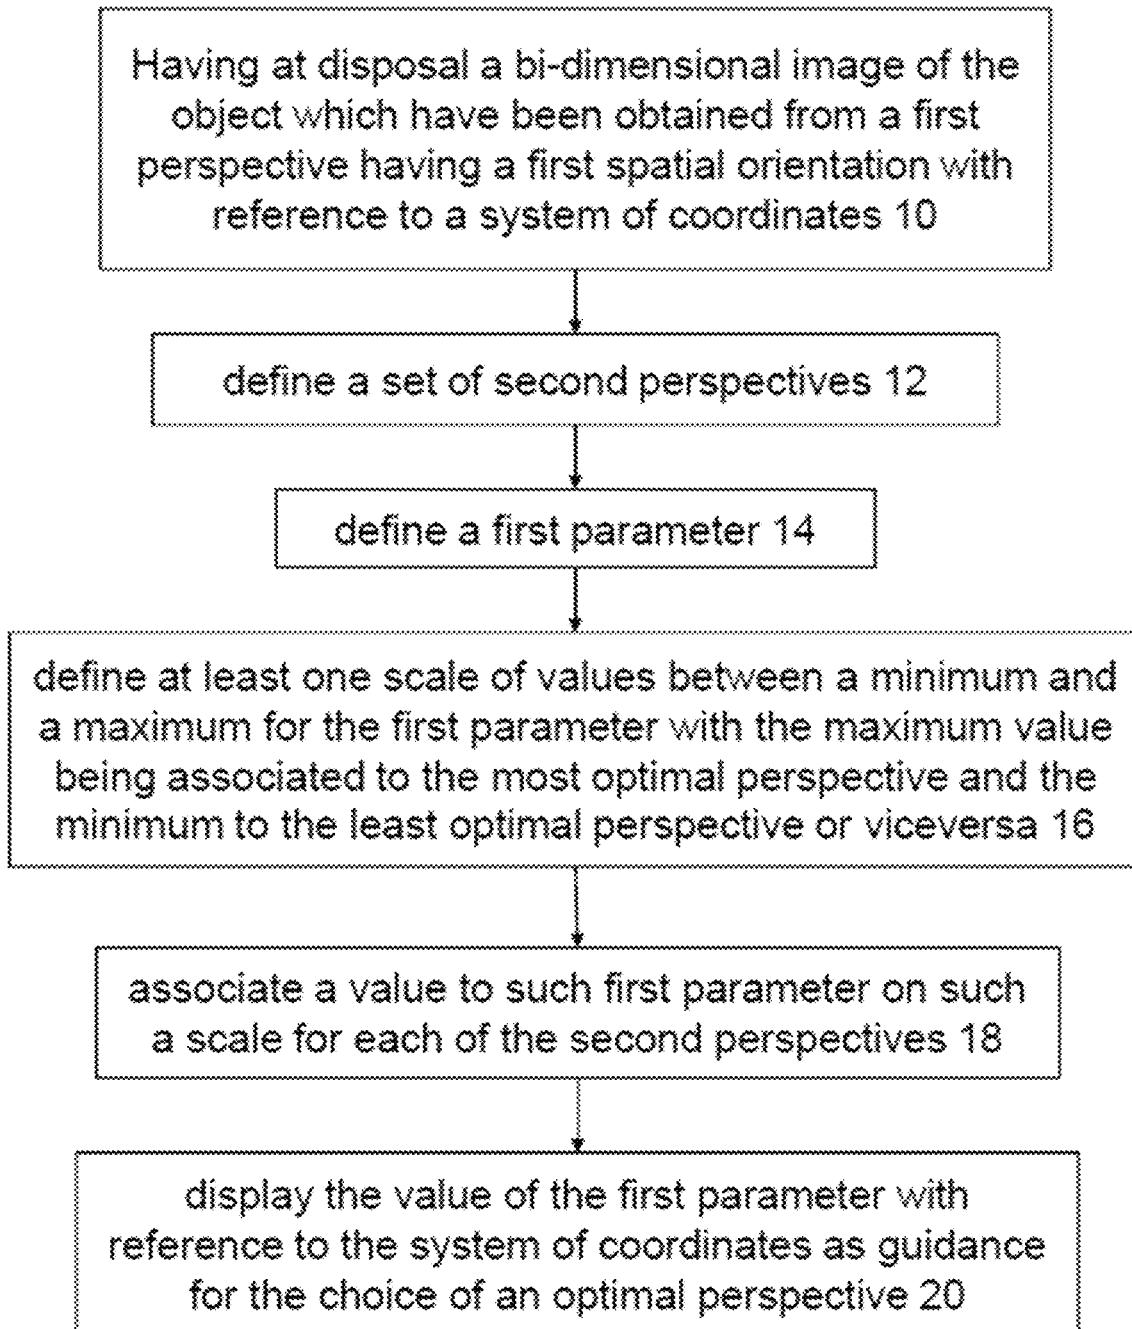 Having at disposal a bi-dimensional image of the
object which have been obtained from a first
perspective having a first spatial orientation with
reference to a system of coordinates 10
define a set of second perspectives 12
define a first parameter 14
define at least one scale of values between a minimum and
a maximum for the first parameter with the maximum value
being associated to the most optimal perspective and the
minimum to the least optimal perspective or viceversa 16
associate a value to such first parameter on such
a scale for each of the second perspectives 18
display the value of the first parameter with
reference to the system of coordinates as guidance
for the choice of an optimal perspective 20